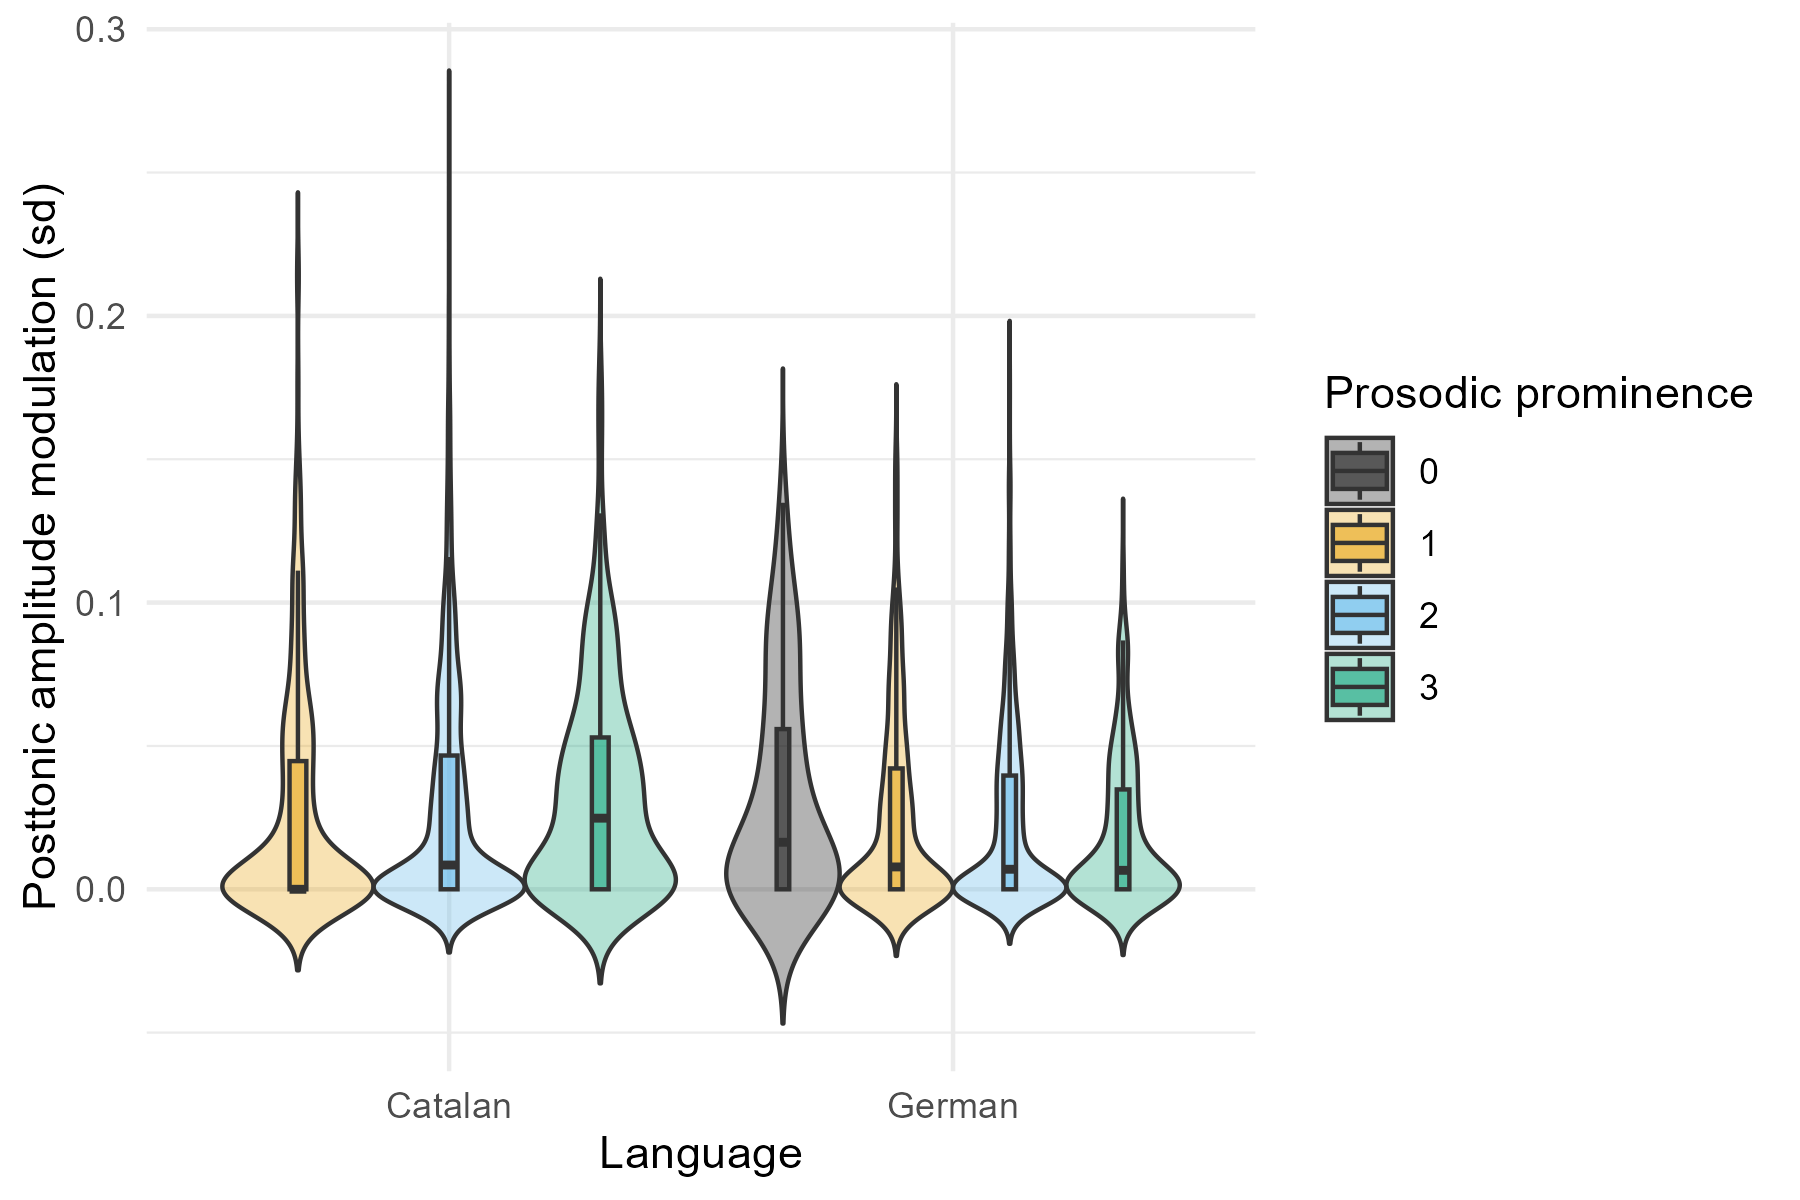 0.3
0.2
0.1
0.0
Posttonic amplitude modulation (sd)
Catalan
German
Language
Prosodic prominence
0
1
2
3